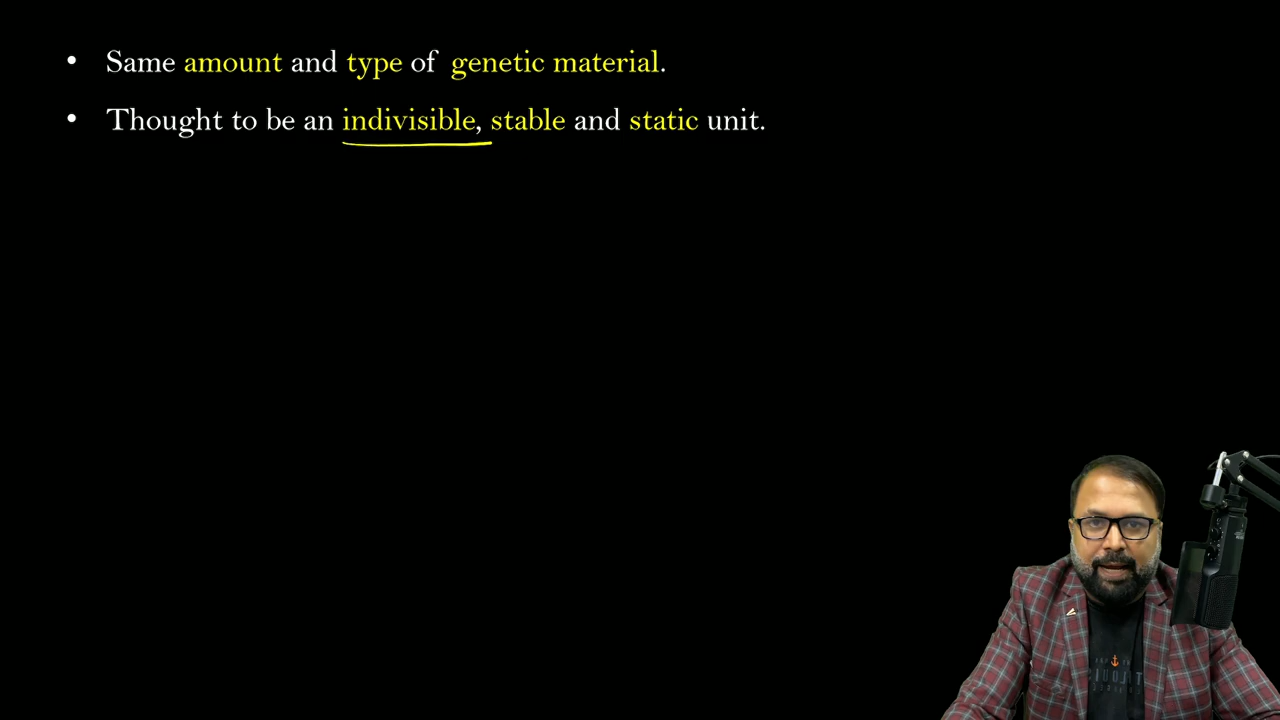 • Same amount and type of genetic material.
• Thought to be an indivisible, stable and static unit.